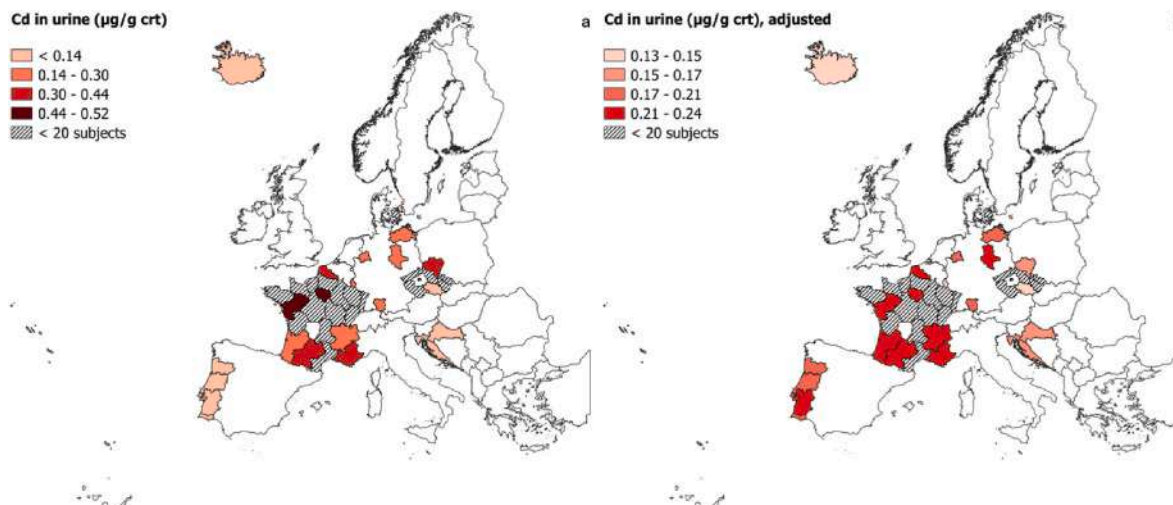 Cd in urine (µg/g crt)
< 0.14
0.14 - 0.30
0.30 - 0.44
0.44 - 0.52
< 20 subjects
a
Cd in urine (µg/g crt), adjusted
0.13 - 0.15
0.15 - 0.17
0.17 - 0.21
0.21 - 0.24
< 20 subjects